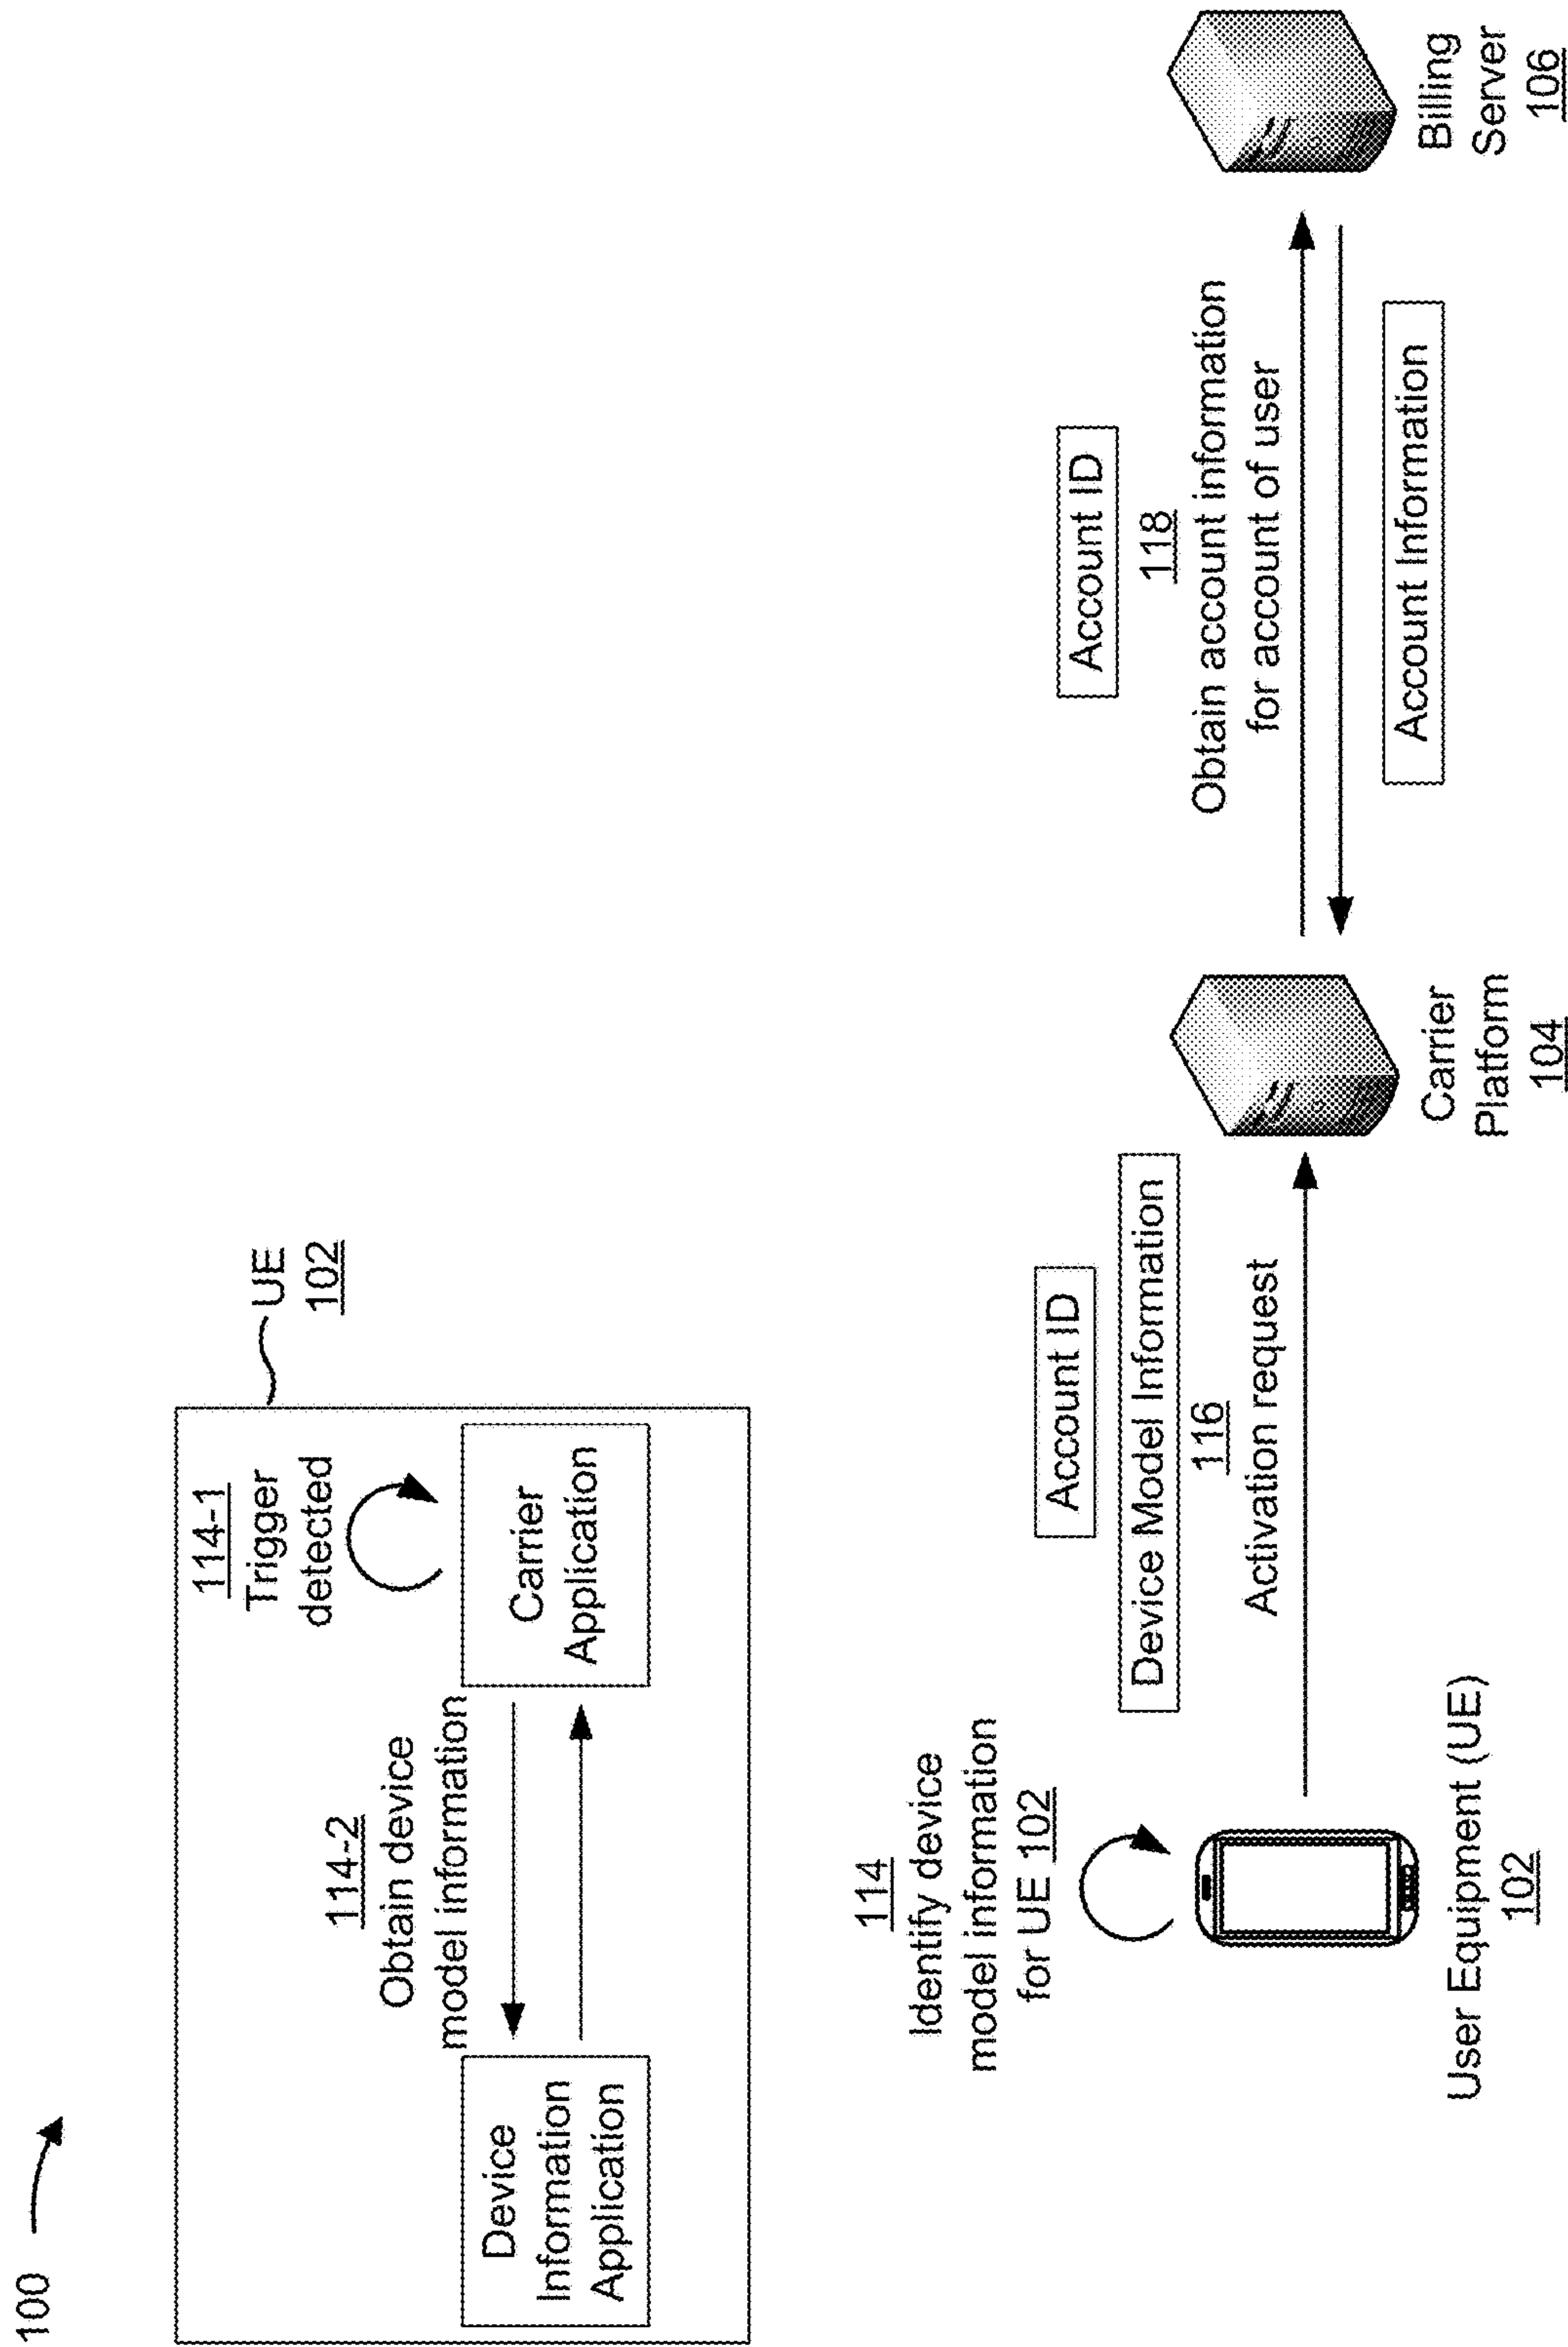 100
UE
102
114-1
Trigger
detected
114-2
Obtain device
model information
Device
Information
Application
Carrier
Application
114
Identify device
model information
for UE 102
Account ID
Device Model Information
116
Activation request
Account ID
118
Obtain account information
for account of user
Account Information
User Equipment (UE)
102
Carrier
Platform
104
Billing
Server
106